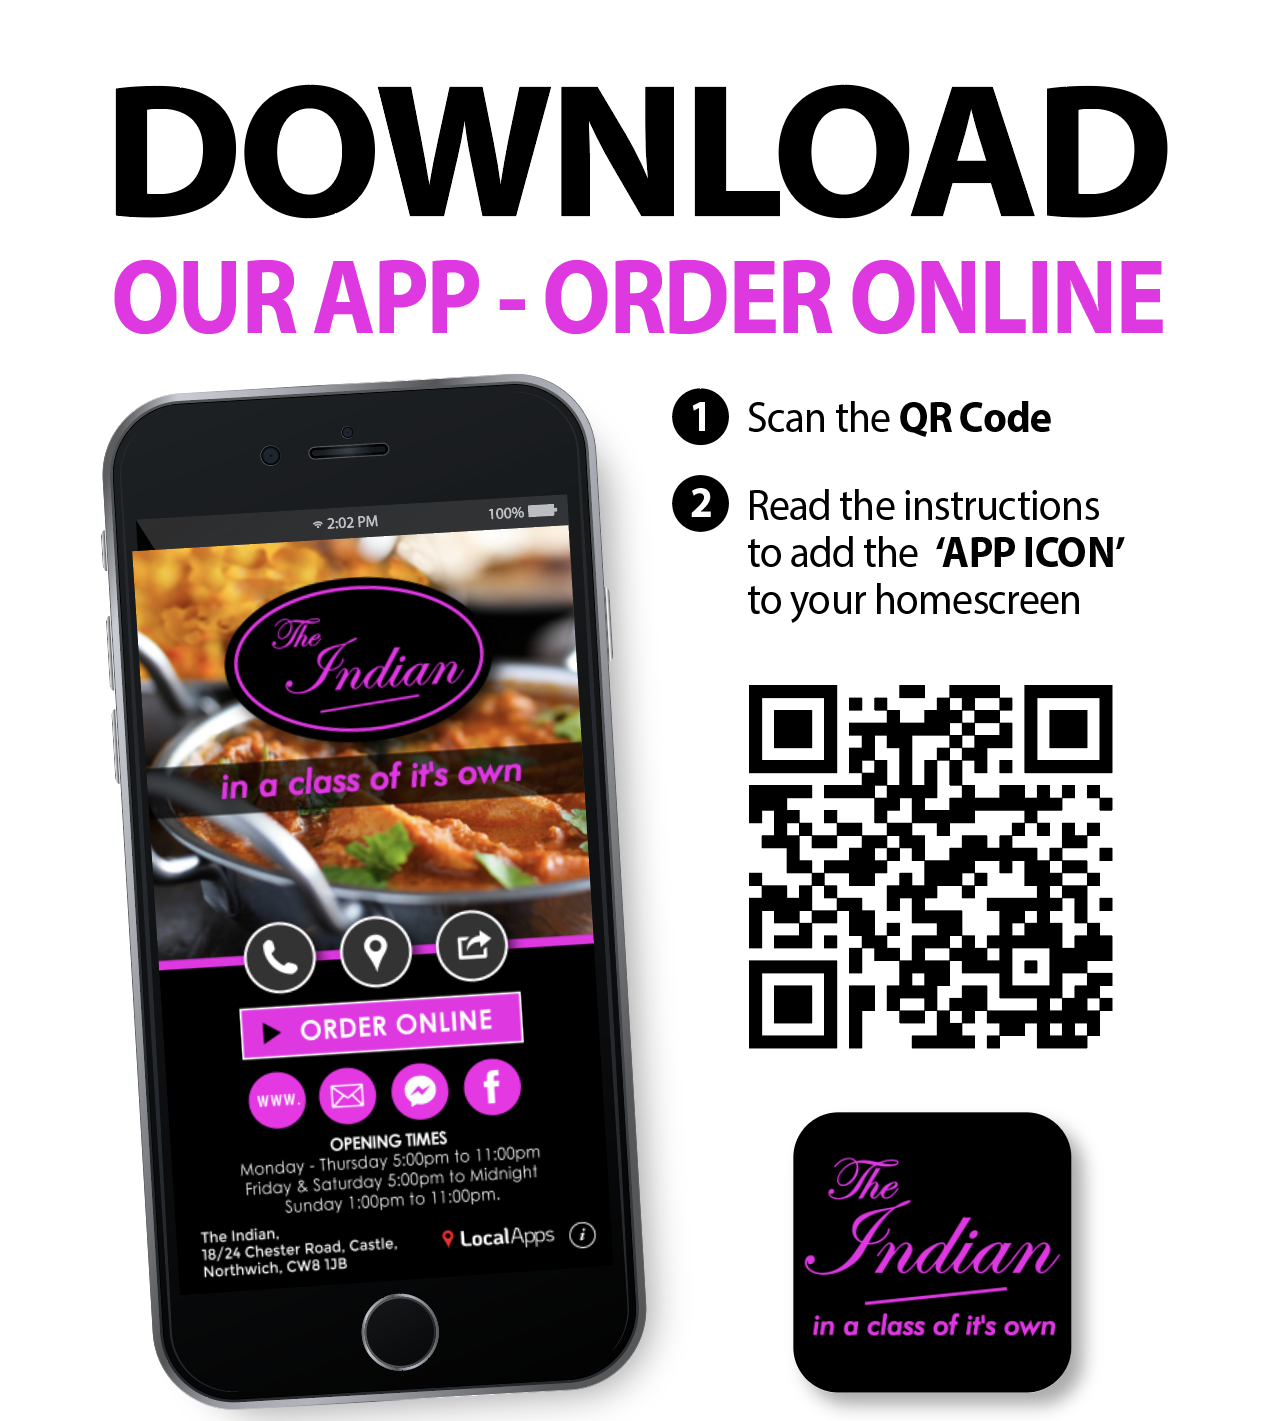 DOWNLOAD
OUR APP - ORDER ONLINE
1 Scan the QR Code
2 Read the instructions
to add the ‘APP ICON’
to your homescreen
2:02 PM 100%
The
Indian
in a class of it's own
ORDER ONLINE
www.
f
OPENING TIMES
Monday - Thursday 5:00pm to 11:00pm
Friday & Saturday 5:00pm to Midnight
Sunday 1:00pm to 11:00pm.
The Indian,
18/24 Chester Road, Castle,
Northwich, CW8 1JB
LocalApps i
The
Indian
in a class of it's own